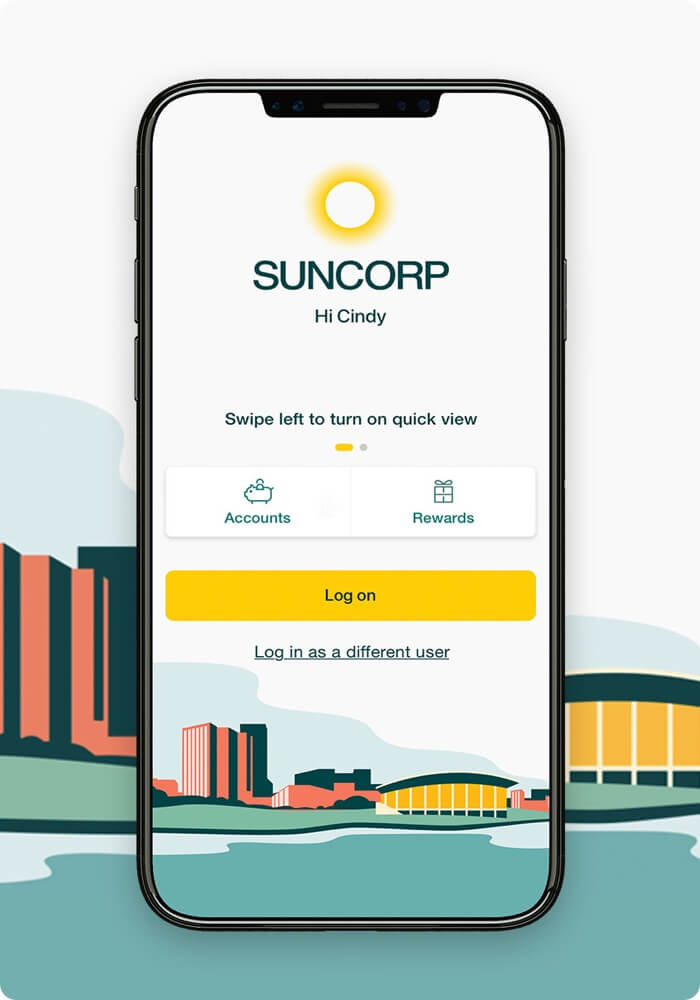 SUNCORP
Hi Cindy
Swipe left to turn on quick view
Accounts
Rewards
Log on
Log in as a different user